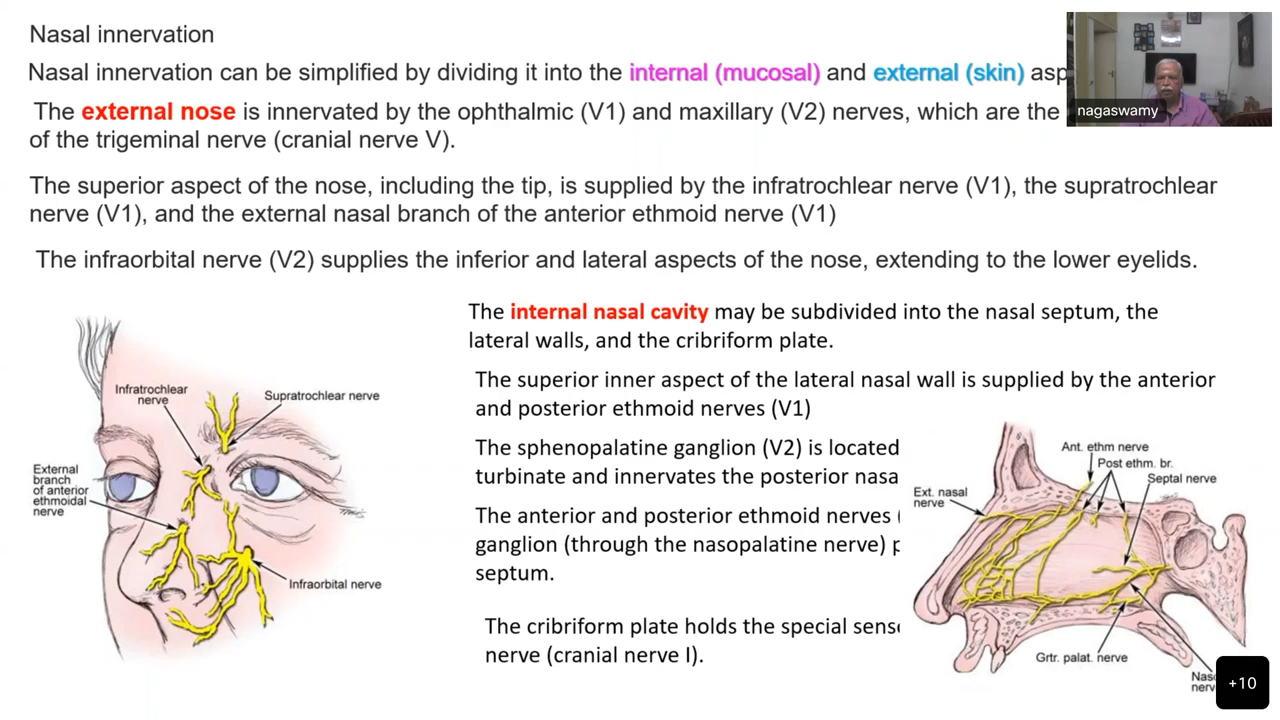 Nasal innervation
Nasal innervation can be simplified by dividing it into the internal (mucosal) and external (skin) asp
The external nose is innervated by the ophthalmic (V1) and maxillary (V2) nerves, which are the
of the trigeminal nerve (cranial nerve V).
nagaswamy
The superior aspect of the nose, including the tip, is supplied by the infratrochlear nerve (V1), the supratrochlear
nerve (V1), and the external nasal branch of the anterior ethmoid nerve (V1)
The infraorbital nerve (V2) supplies the inferior and lateral aspects of the nose, extending to the lower eyelids.
The internal nasal cavity may be subdivided into the nasal septum, the
lateral walls, and the cribriform plate.
The superior inner aspect of the lateral nasal wall is supplied by the anterior
and posterior ethmoid nerves (V1)
The sphenopalatine ganglion (V2) is located
turbinate and innervates the posterior nasa
The anterior and posterior ethmoid nerves (
ganglion (through the nasopalatine nerve) p
septum.
The cribriform plate holds the special sens
nerve (cranial nerve I).
Infratrochlear
nerve
Supratrochlear nerve
External
branch
of anterior
ethmoidal
nerve
Infraorbital nerve
Ant. ethm nerve
Post ethm. br.
Septal nerve
Ext. nasal
nerve
Grtr. palat. nerve
Nas
nerv
+10